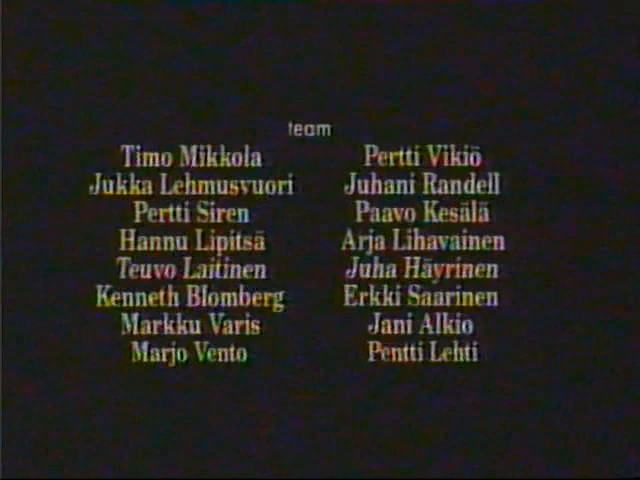 team
Timo Mikkola Pertti Vikiö
Jukka Lehmusvuori Juhani Randell
Pertti Siren Paavo Kesälä
Hannu Lipitsä Arja Lihavainen
Teuvo Laitinen Juha Häyrinen
Kenneth Blomberg Erkki Saarinen
Markku Varis Jani Alkio
Marjo Vento Pentti Lehti